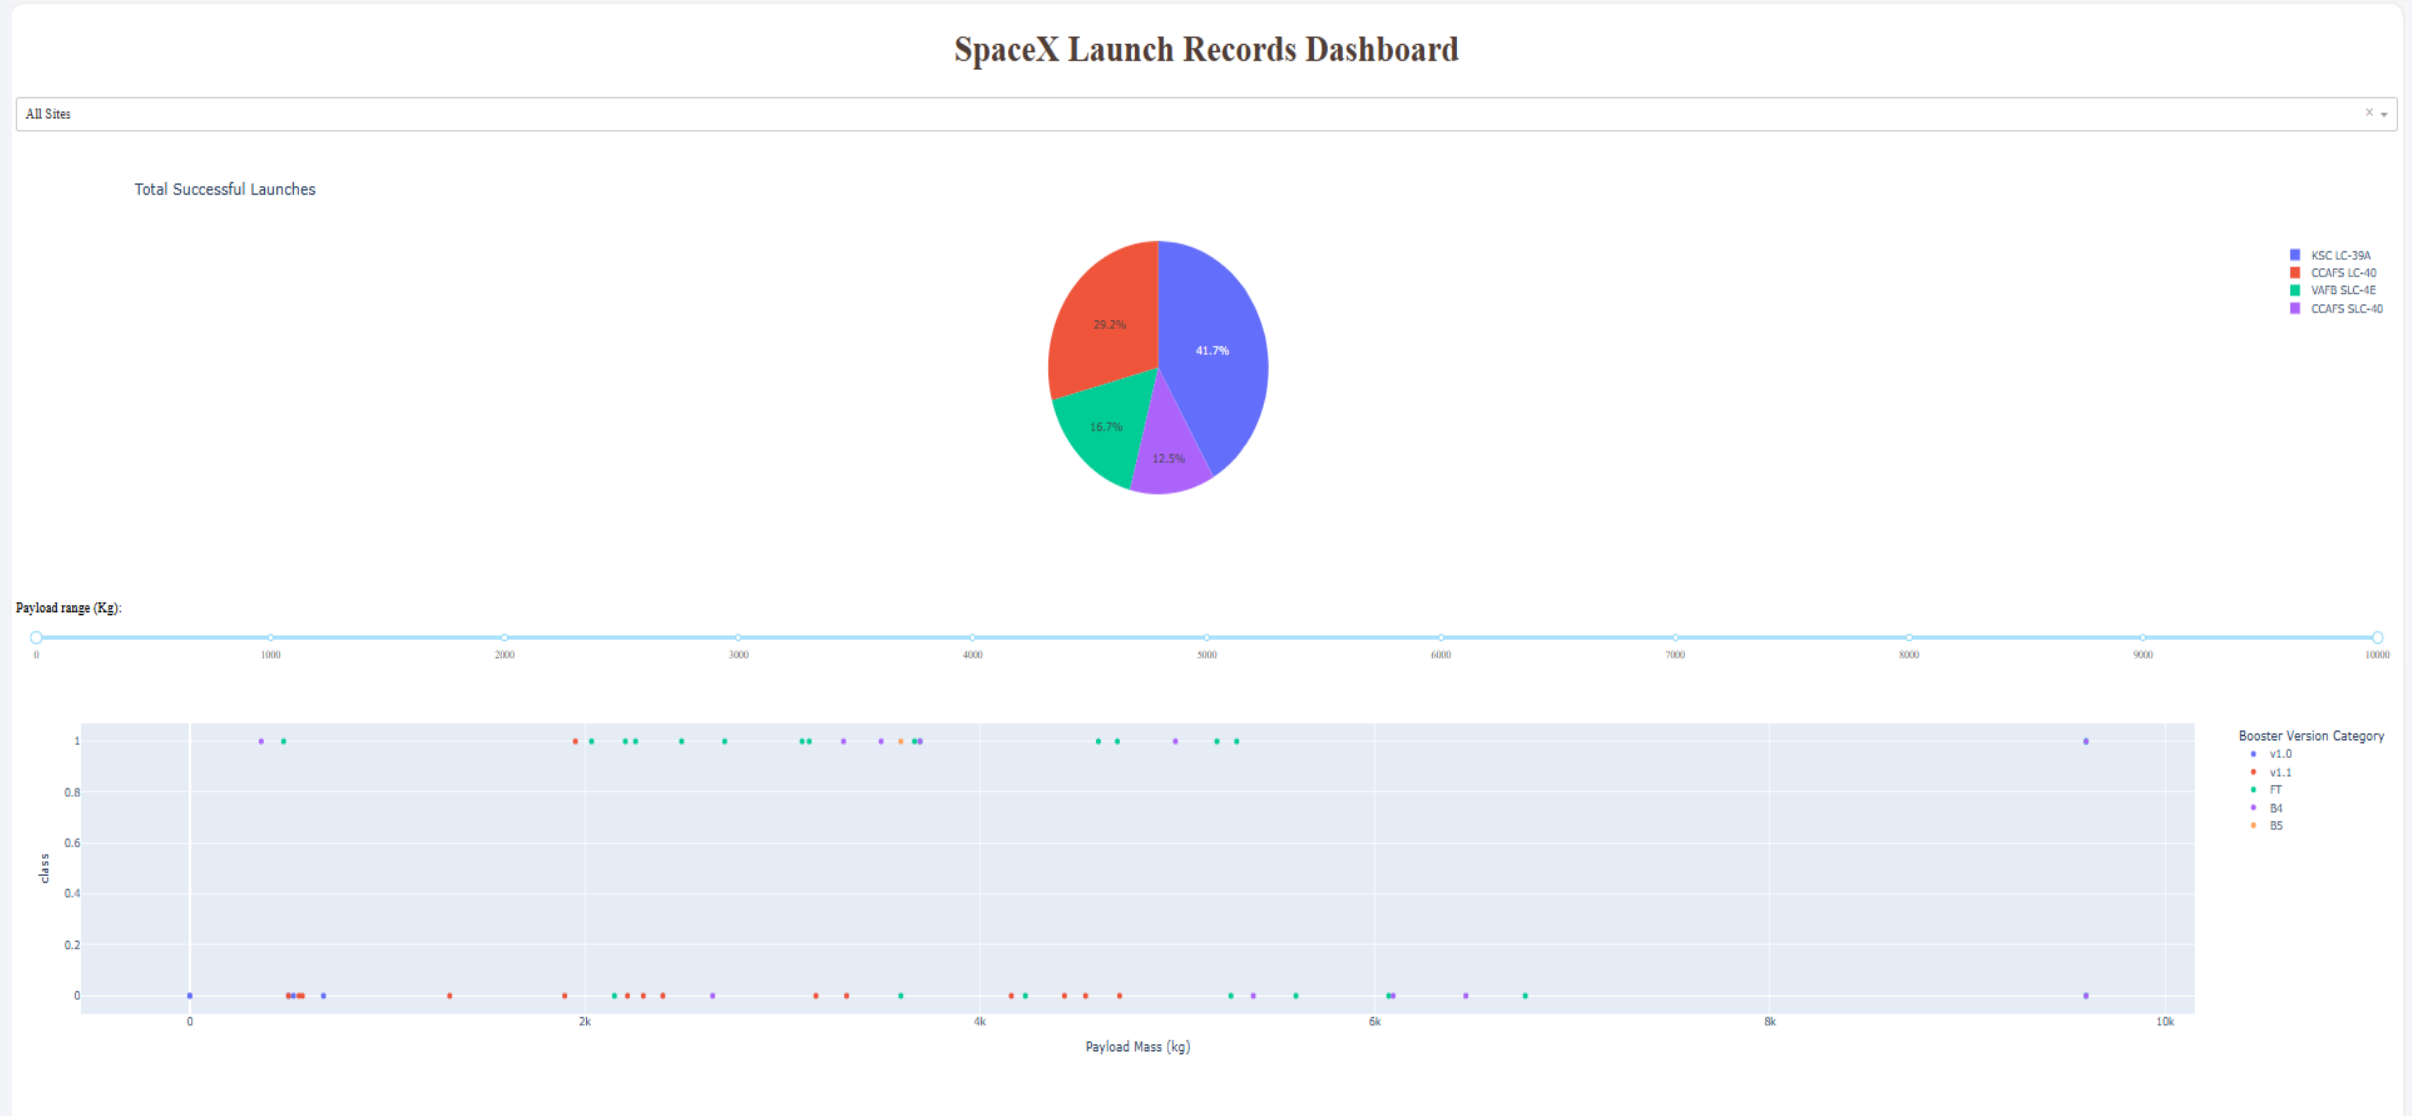 SpaceX Launch Records Dashboard
All Sites
×
Total Successful Launches
KSC LC-39A
CCAFS LC-40
VAFB SLC-4E
CCAFS SLC-40
29.2%
41.7%
16.7%
12.5%
Payload range (Kg):
0 1000 2000 3000 4000 5000 6000 7000 8000 9000 10000
Booster Version Category
v1.0
v1.1
FT
B4
B5
1
0.8
0.6
0.4
0.2
0
class
0 2k 4k 6k 8k 10k
Payload Mass (kg)